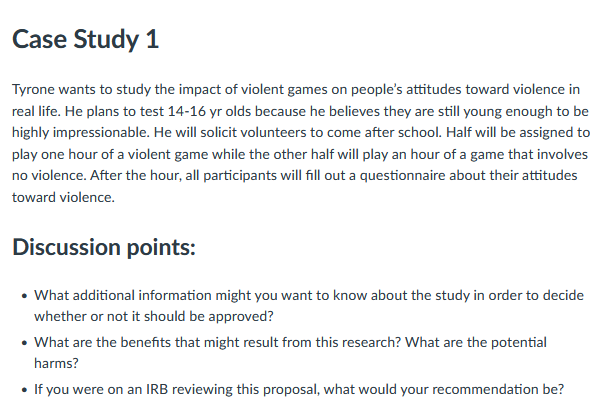 Case Study 1
Tyrone wants to study the impact of violent games on people's attitudes toward violence in
real life. He plans to test 14-16 yr olds because he believes they are still young enough to be
highly impressionable. He will solicit volunteers to come after school. Half will be assigned to
play one hour of a violent game while the other half will play an hour of a game that involves
no violence. After the hour, all participants will fill out a questionnaire about their attitudes
toward violence.
Discussion points:
• What additional information might you want to know about the study in order to decide
whether or not it should be approved?
• What are the benefits that might result from this research? What are the potential
harms?
• If you were on an IRB reviewing this proposal, what would your recommendation be?